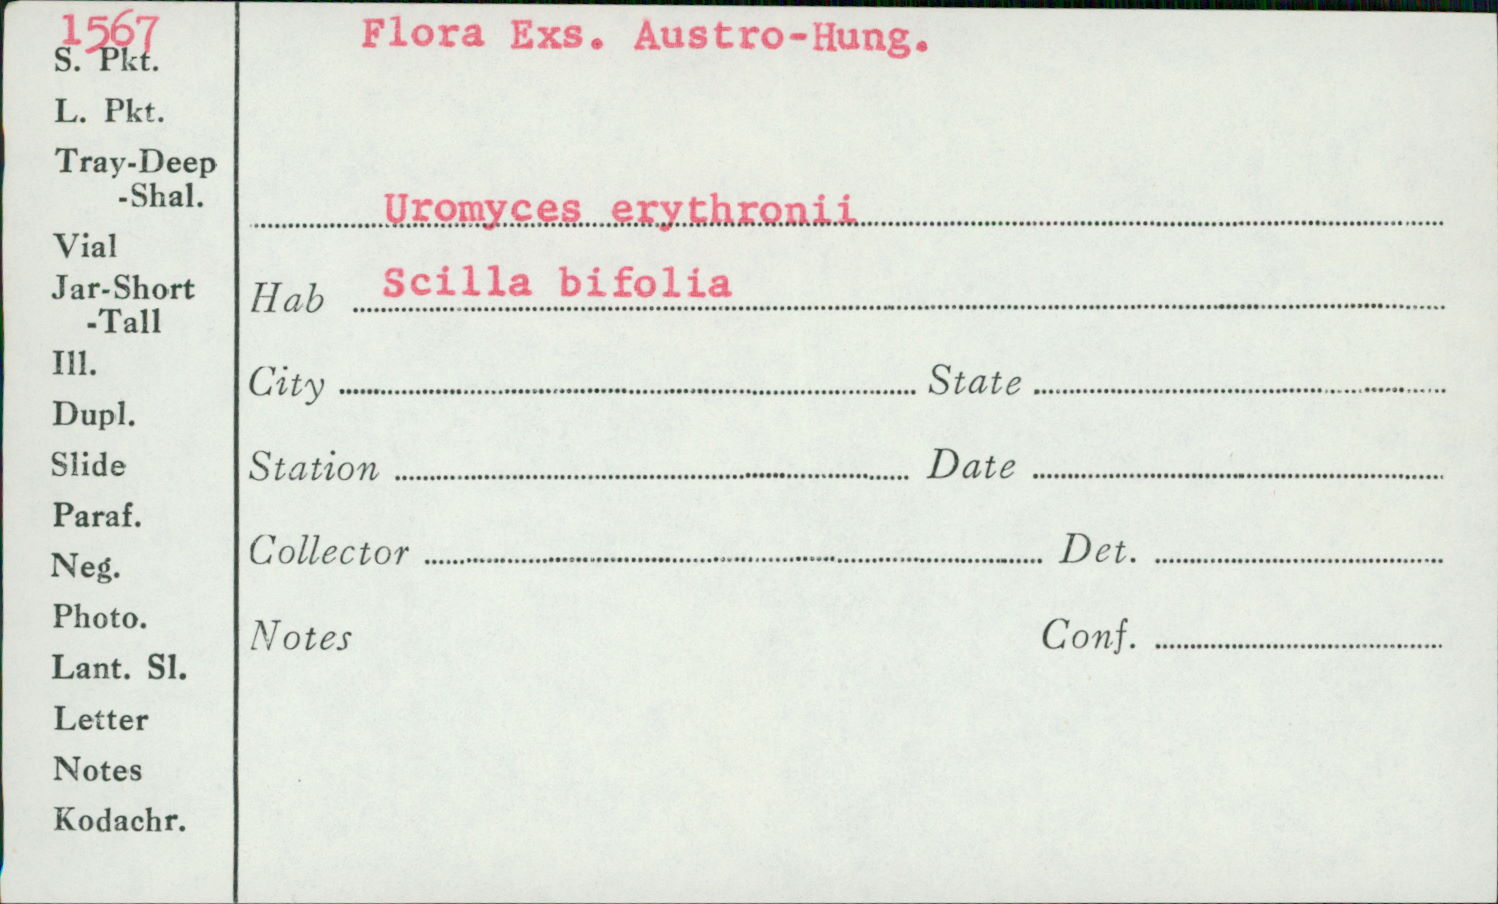 1567
S. Pkt.
L. Pkt.
Tray-Deep
-Shal.
Vial
Jar-Short
-Tall
Ill.
Dupl.
Slide
Paraf.
Neg.
Photo.
Lant. Sl.
Letter
Notes
Kodachr.
Flora Exs. Austro-Hung.
Uromyces erythronii
Hab Scilla bifolia
City State
Station Date
Collector Det.
Notes Conf.